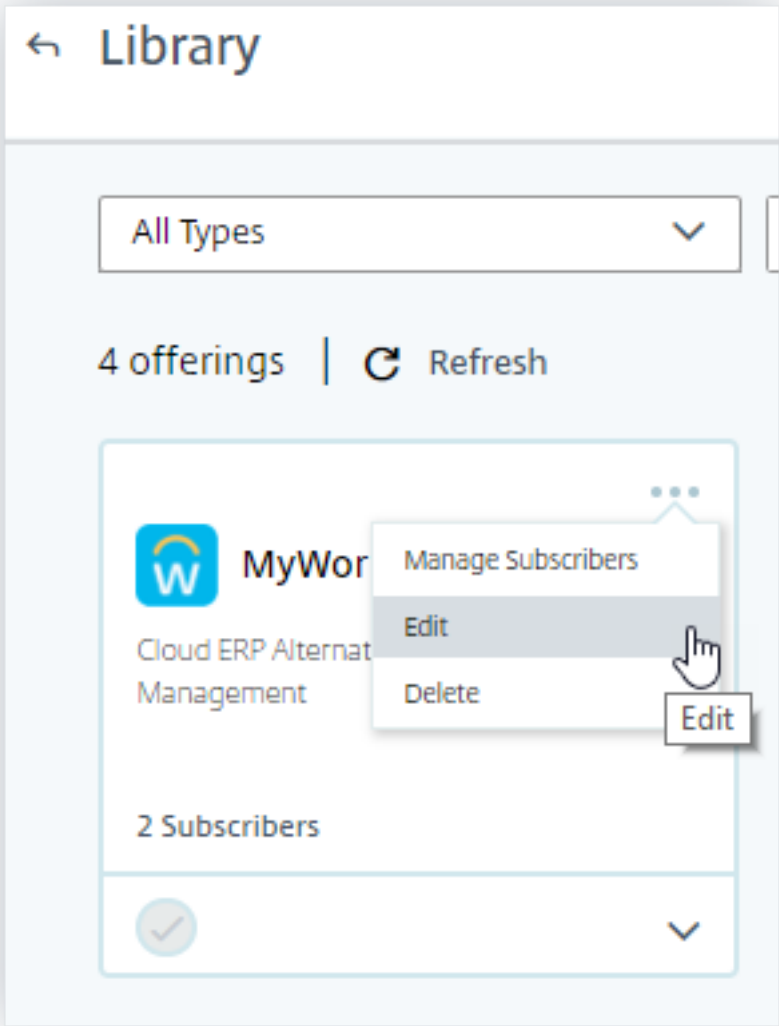 Library
All Types
4 offerings | Refresh
MyWor
Manage Subscribers
Edit
Cloud ERP Alternat
Management
Delete
Edit
2 Subscribers